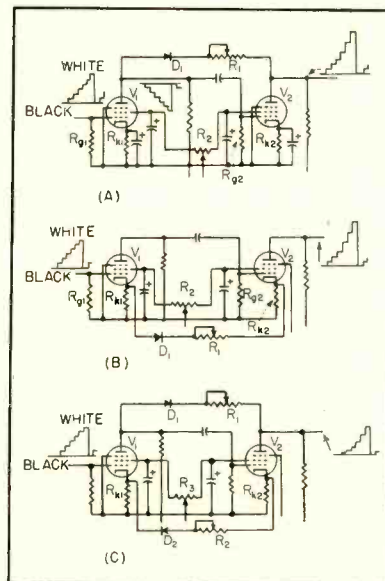 WHITE
BLACK
V₁
V₂
D₁
R₁
Rg1
Rk1
R₂
Rg2
Rk2
(A)
WHITE
BLACK
V₁
V₂
Rg1
Rk1
R₂
Rg2
Rk2
D₁
R₁
(B)
D₁
R₁
WHITE
BLACK
V₁
V₂
Rk1
R₃
Rk2
D₂
R₂
(C)